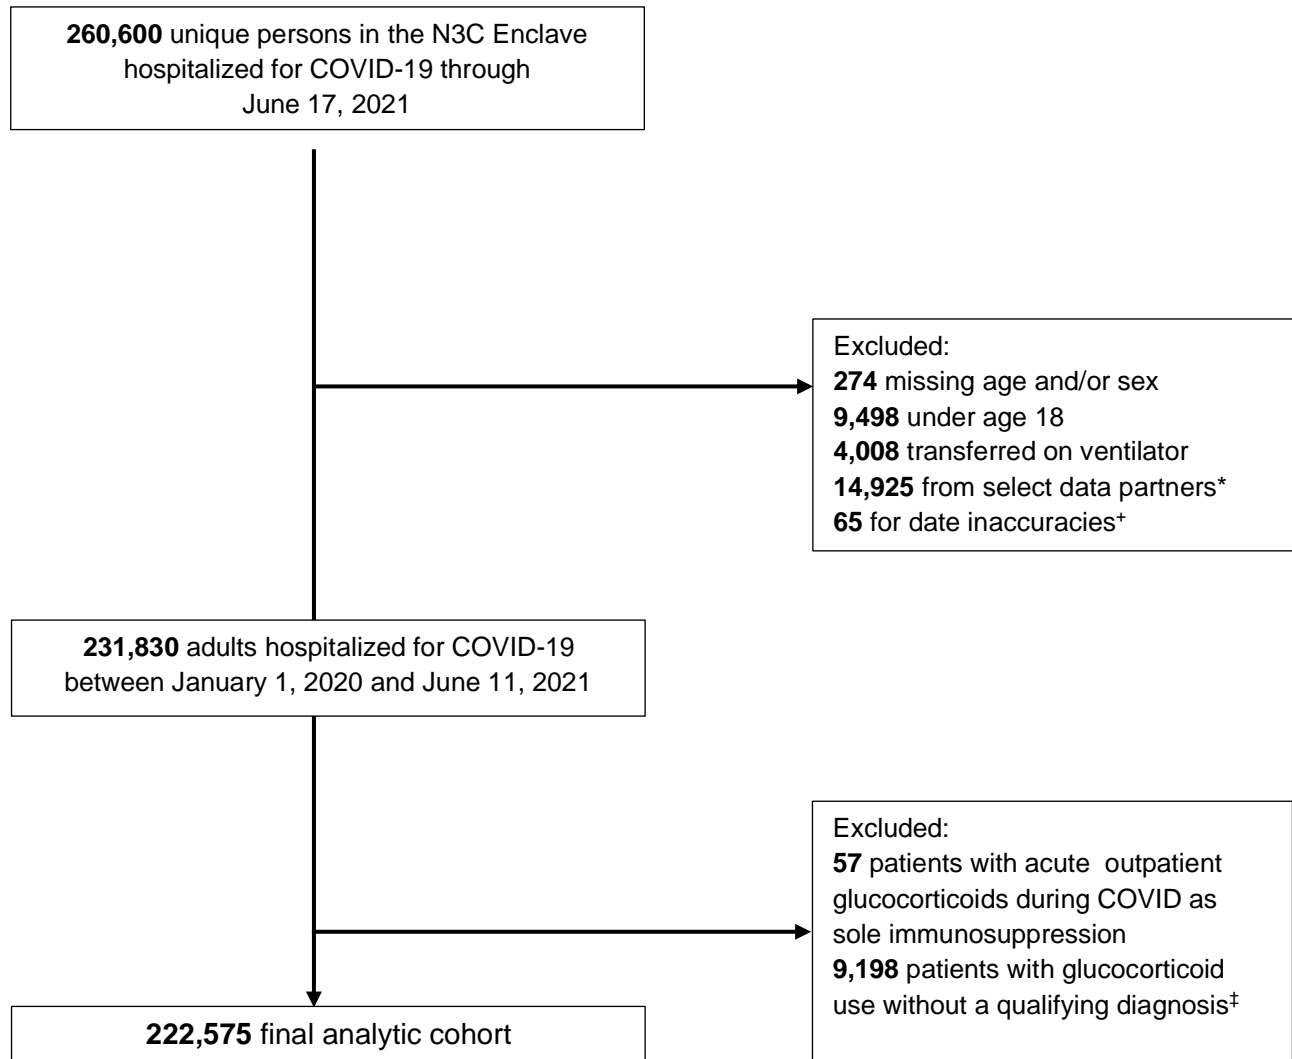 260,600 unique persons in the N3C Enclave
hospitalized for COVID-19 through
June 17, 2021
Excluded:
274 missing age and/or sex
9,498 under age 18
4,008 transferred on ventilator
14,925 from select data partners*
65 for date inaccuracies⁺
231,830 adults hospitalized for COVID-19
between January 1, 2020 and June 11, 2021
Excluded:
57 patients with acute  outpatient
glucocorticoids during COVID as
sole immunosuppression
9,198 patients with glucocorticoid
use without a qualifying diagnosis‡
222,575 final analytic cohort